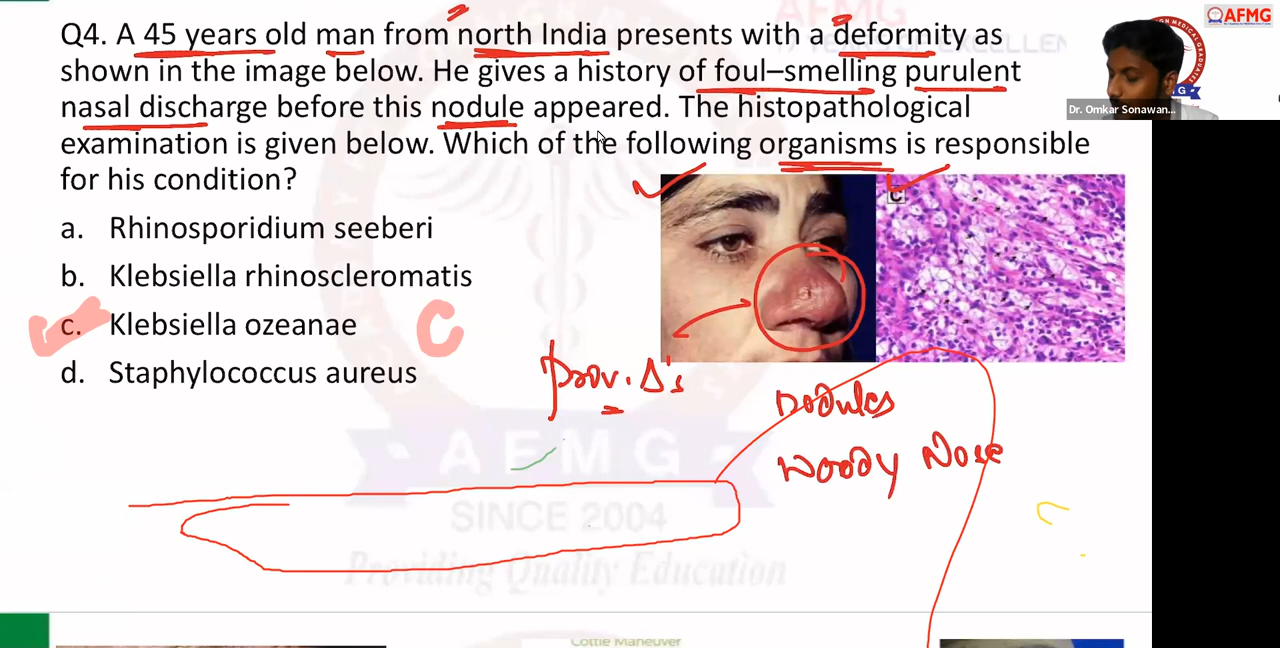 Q4. A 45 years old man from north India presents with a deformity as
shown in the image below. He gives a history of foul–smelling purulent
nasal discharge before this nodule appeared. The histopathological
examination is given below. Which of the following organisms is responsible
for his condition?
a. Rhinosporidium seeberi
b. Klebsiella rhinoscleromatis
c. Klebsiella ozeanae
d. Staphylococcus aureus
C
C
prov. Δ's
nodules
Woody Nose
AFMG
SINCE 2004
Providing Quality Education
Cottle Maneuver
AFMG
AFMG
Dr. Omkar Sonawan...